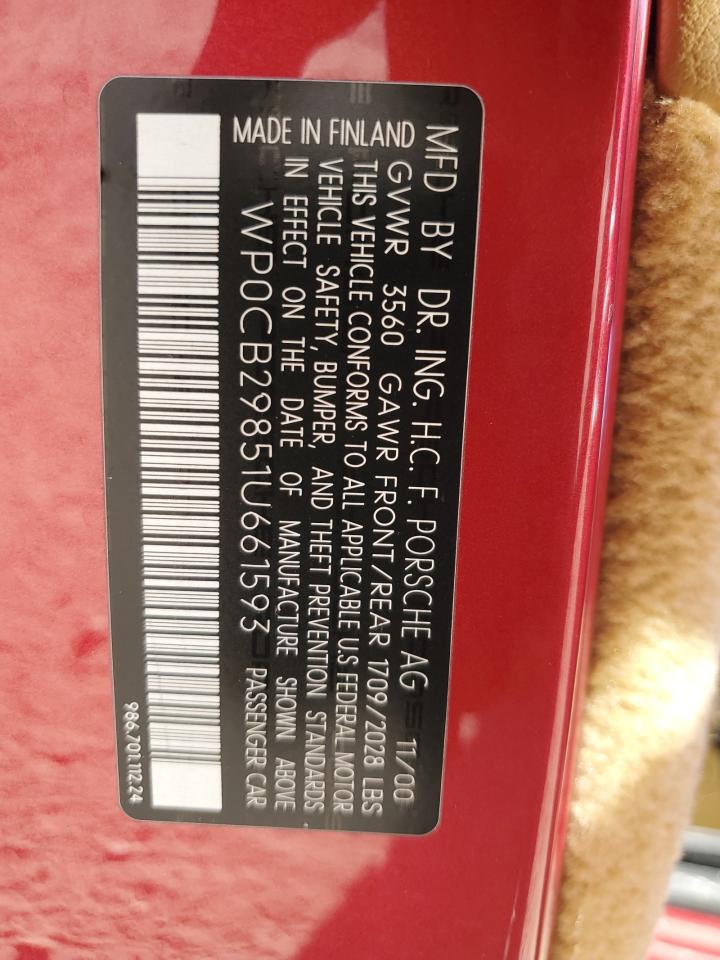 MFD BY DR. ING. H.C. F. PORSCHE AG 11/00
GVWR 3560 GAWR FRONT/REAR 1709/2028 LBS
THIS VEHICLE CONFORMS TO ALL APPLICABLE U.S FEDERAL MOTOR
VEHICLE SAFETY, BUMPER, AND THEFT PREVENTION STANDARDS
IN EFFECT ON THE DATE OF MANUFACTURE SHOWN ABOVE
WP0CB29851U661593 PASSENGER CAR
MADE IN FINLAND
986.701.112.24